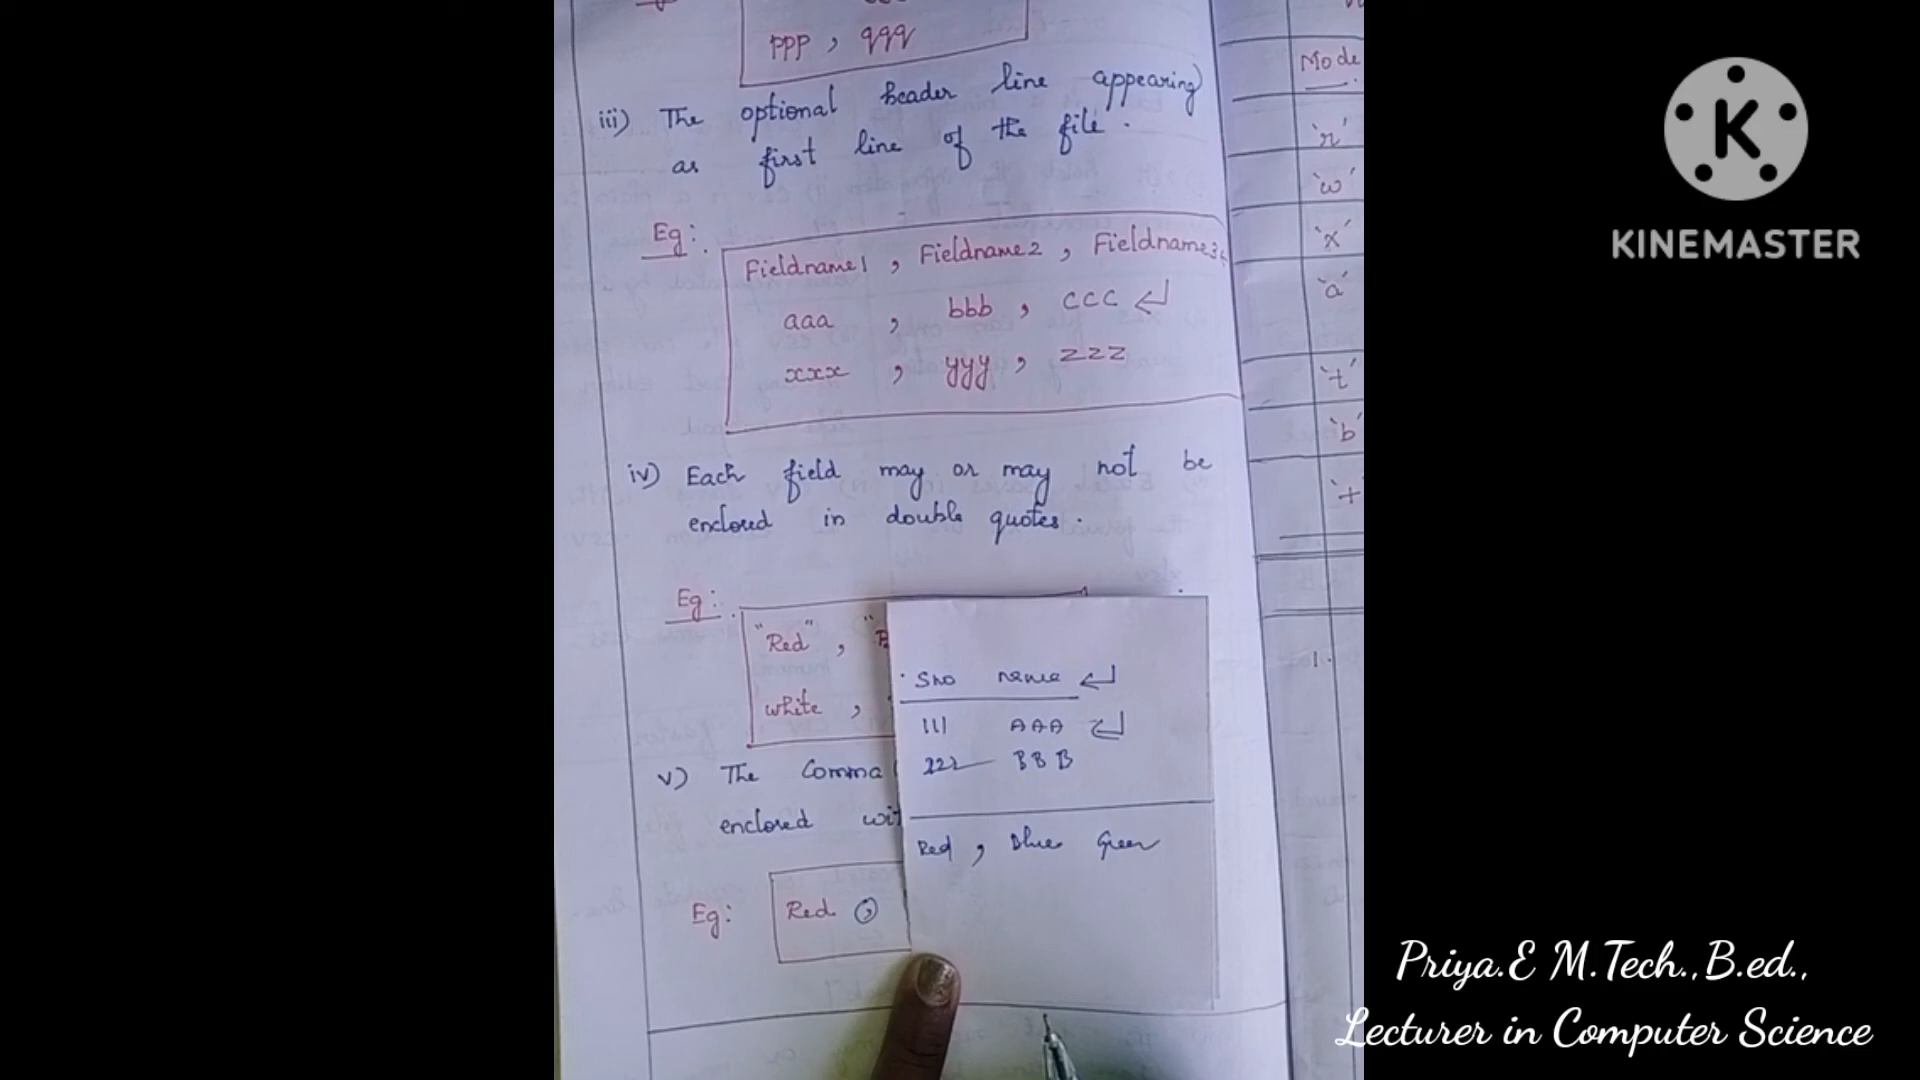 ppp , qqq
iii) The optional header line appearing
as first line of the file .
Eg:
Fieldname1 , Fieldname2 , Fieldname3
aaa , bbb , CCC ↵
xxx , yyy , zzz
iv) Each field may or may not be
enclosed in double quotes .
Eg:
"Red" ,
white ,
v) The Comma
enclosed
Eg: Red ,
Sno name ↵
111 AAA ↵
222 BBB
Red , Blue Green
Mode
'r'
'w'
'x'
'a'
't'
'b'
'+'
1.
K
KINEMASTER
Priya.E M.Tech.,B.ed.,
Lecturer in Computer Science